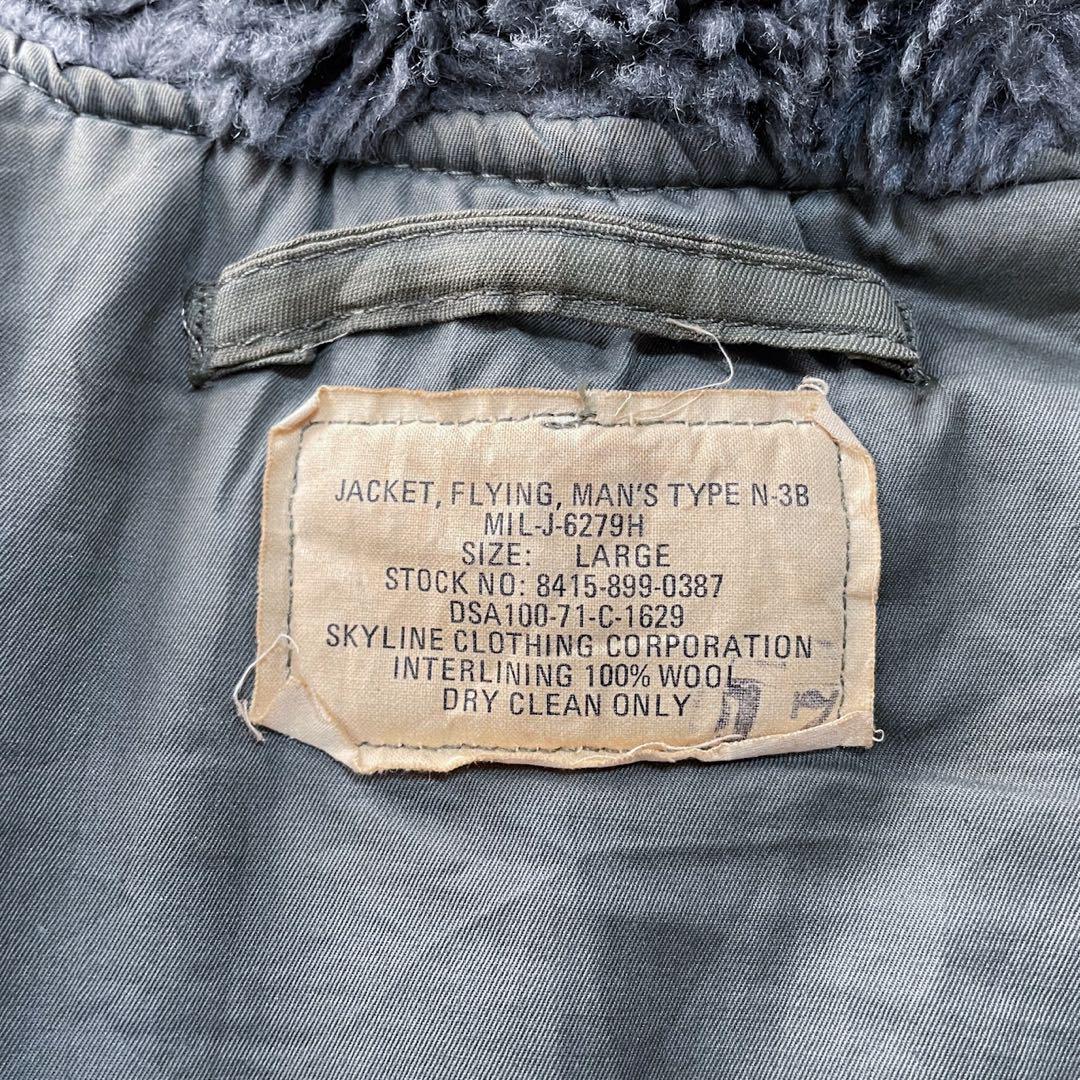 JACKET, FLYING, MAN'S TYPE N-3B
MIL-J-6279H
SIZE: LARGE
STOCK NO: 8415-899-0387
DSA100-71-C-1629
SKYLINE CLOTHING CORPORATION
INTERLINING 100% WOOL
DRY CLEAN ONLY